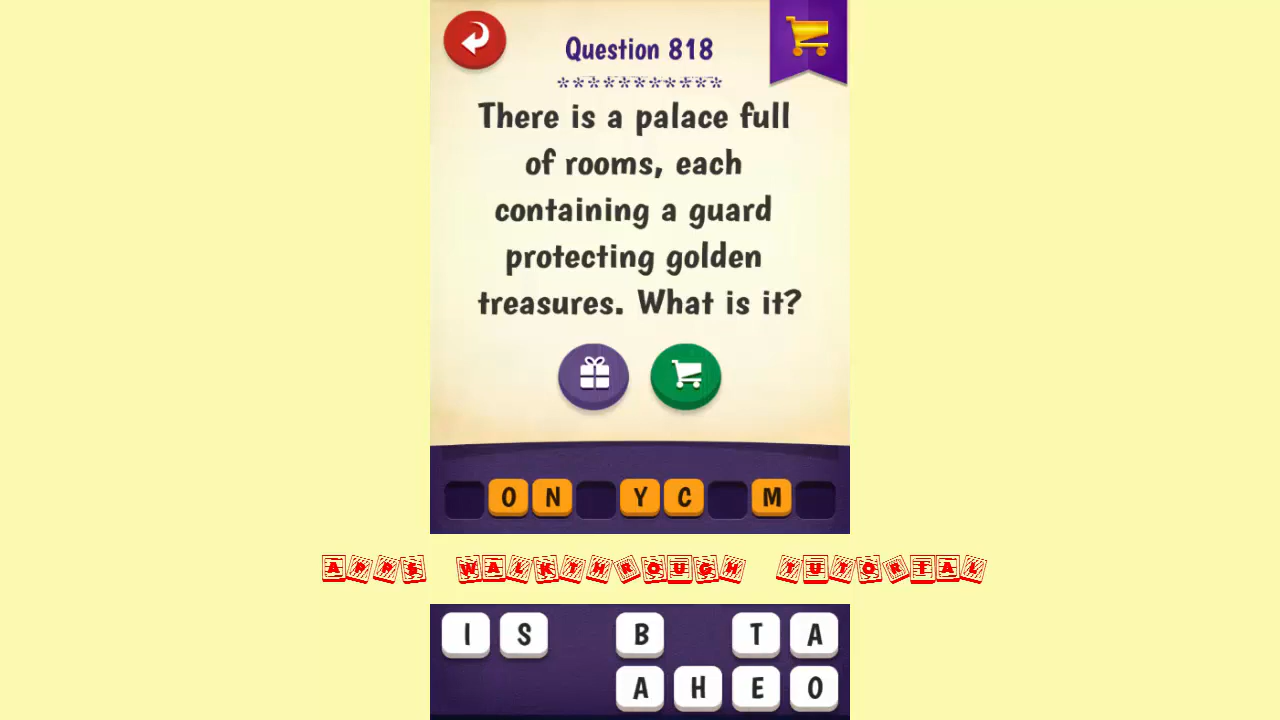 Question 818
***********
There is a palace full
of rooms, each
containing a guard
protecting golden
treasures. What is it?
O N Y C M
APPS WALKTHROUGH TUTORIAL
I S B T A
A H E O